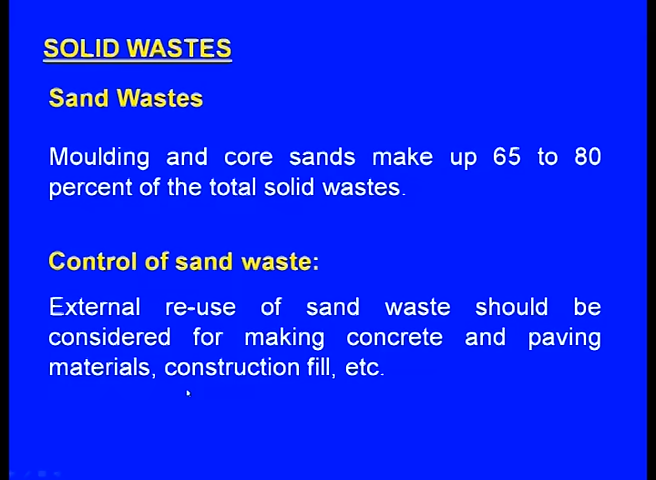 SOLID WASTES
Sand Wastes
Moulding and core sands make up 65 to 80
percent of the total solid wastes.
Control of sand waste:
External re-use of sand waste should be
considered for making concrete and paving
materials, construction fill, etc.